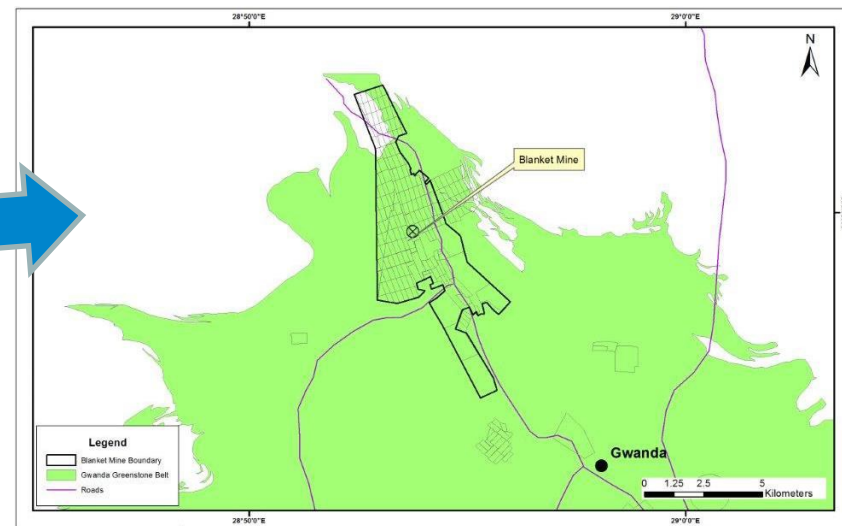 28°50'0"E
29°0'0"E
N
Blanket Mine
Gwanda
Legend
Blanket Mine Boundary
Gwanda Greenstone Belt
Roads
0 1.25 2.5 5
Kilometers
28°50'0"E
29°0'0"E